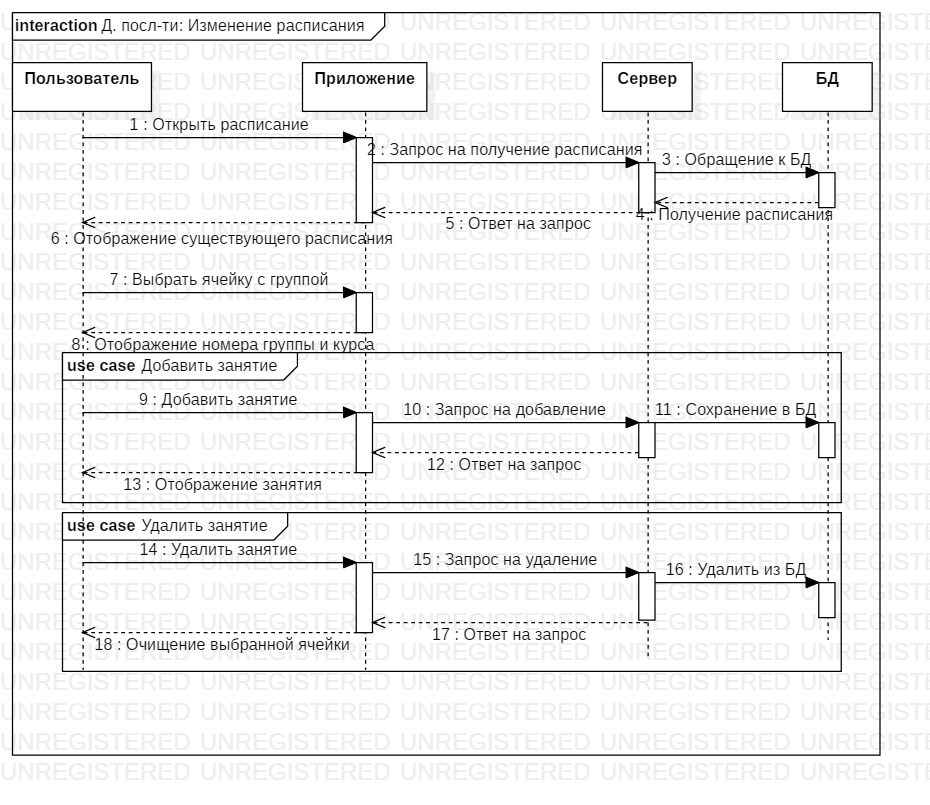 interaction Д. посл-ти: Изменение расписания
Пользователь
Приложение
Сервер
БД
1 : Открыть расписание
2 : Запрос на получение расписания
3 : Обращение к БД
4 : Получение расписания
5 : Ответ на запрос
6 : Отображение существующего расписания
7 : Выбрать ячейку с группой
8 : Отображение номера группы и курса
use case Добавить занятие
9 : Добавить занятие
10 : Запрос на добавление
11 : Сохранение в БД
12 : Ответ на запрос
13 : Отображение занятия
use case Удалить занятие
14 : Удалить занятие
15 : Запрос на удаление
16 : Удалить из БД
17 : Ответ на запрос
18 : Очищение выбранной ячейки
UNREGISTERED UNREGISTERED UNREGISTERED UNREGISTERED UNREGISTE